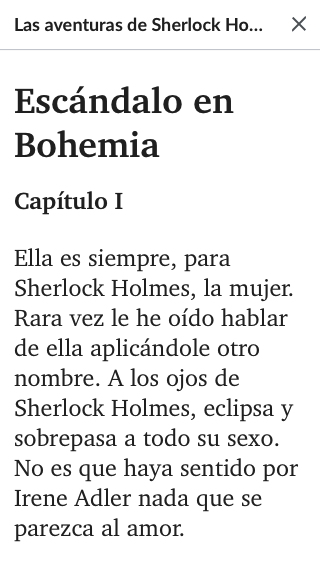 Las aventuras de Sherlock Ho...
Escándalo en
Bohemia
Capítulo I
Ella es siempre, para
Sherlock Holmes, la mujer.
Rara vez le he oído hablar
de ella aplicándole otro
nombre. A los ojos de
Sherlock Holmes, eclipsa y
sobrepasa a todo su sexo.
No es que haya sentido por
Irene Adler nada que se
parezca al amor.